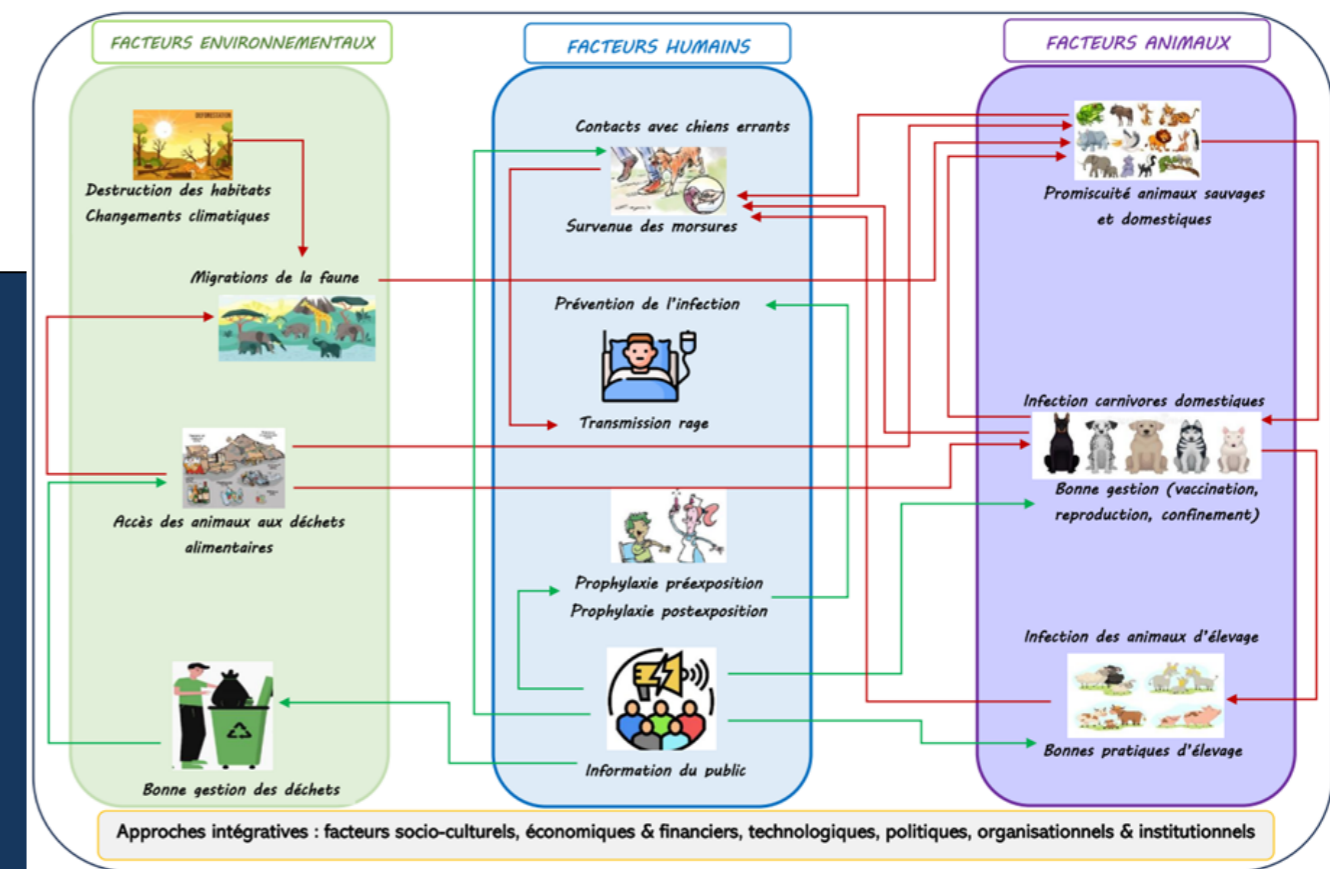 FACTEURS ENVIRONNEMENTAUX
DEFORESTATION
Destruction des habitats
Changements climatiques
Migrations de la faune
Accès des animaux aux déchets
alimentaires
Bonne gestion des déchets
FACTEURS HUMAINS
Contacts avec chiens errants
Survenue des morsures
Prévention de l'infection
Transmission rage
Prophylaxie préexposition
Prophylaxie postexposition
Information du public
FACTEURS ANIMAUX
Promiscuité animaux sauvages
et domestiques
Infection carnivores domestiques
Bonne gestion (vaccination,
reproduction, confinement)
Infection des animaux d'élevage
Bonnes pratiques d'élevage
Approches intégratives : facteurs socio-culturels, économiques & financiers, technologiques, politiques, organisationnels & institutionnels